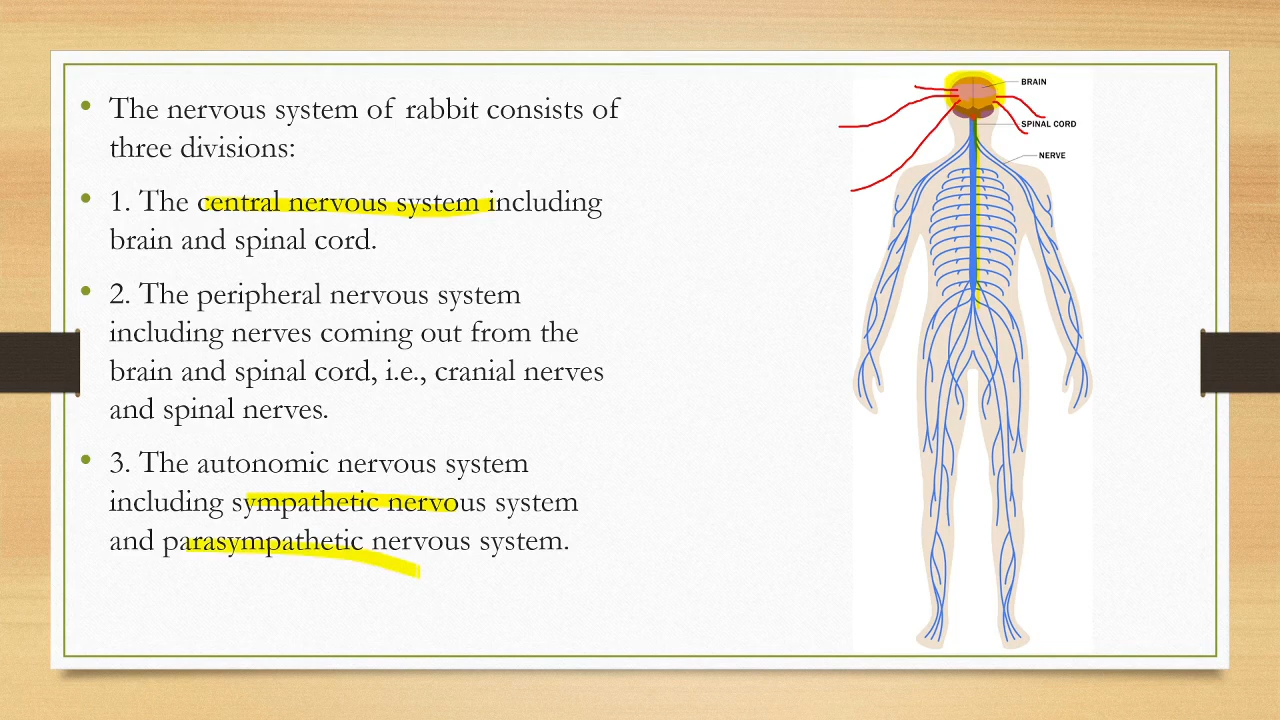 • The nervous system of rabbit consists of
three divisions:
• 1. The central nervous system including
brain and spinal cord.
• 2. The peripheral nervous system
including nerves coming out from the
brain and spinal cord, i.e., cranial nerves
and spinal nerves.
• 3. The autonomic nervous system
including sympathetic nervous system
and parasympathetic nervous system.
BRAIN
SPINAL CORD
NERVE